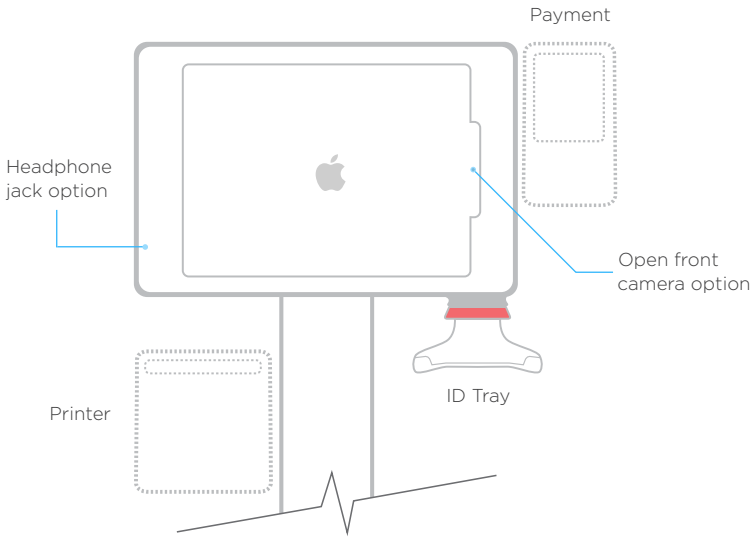 Payment
Headphone
jack option
Open front
camera option
ID Tray
Printer